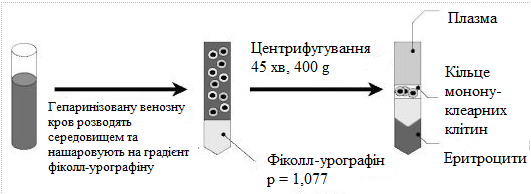 Гепаринізовану венозну
кров розводять
середовищем та
нашаровують на градієнт
фіколл-урографіну
Центрифугування
45 хв, 400 g
Фіколл-урографін
p = 1,077
Плазма
Кільце
монону-
клеарних
клітин
Еритроцити